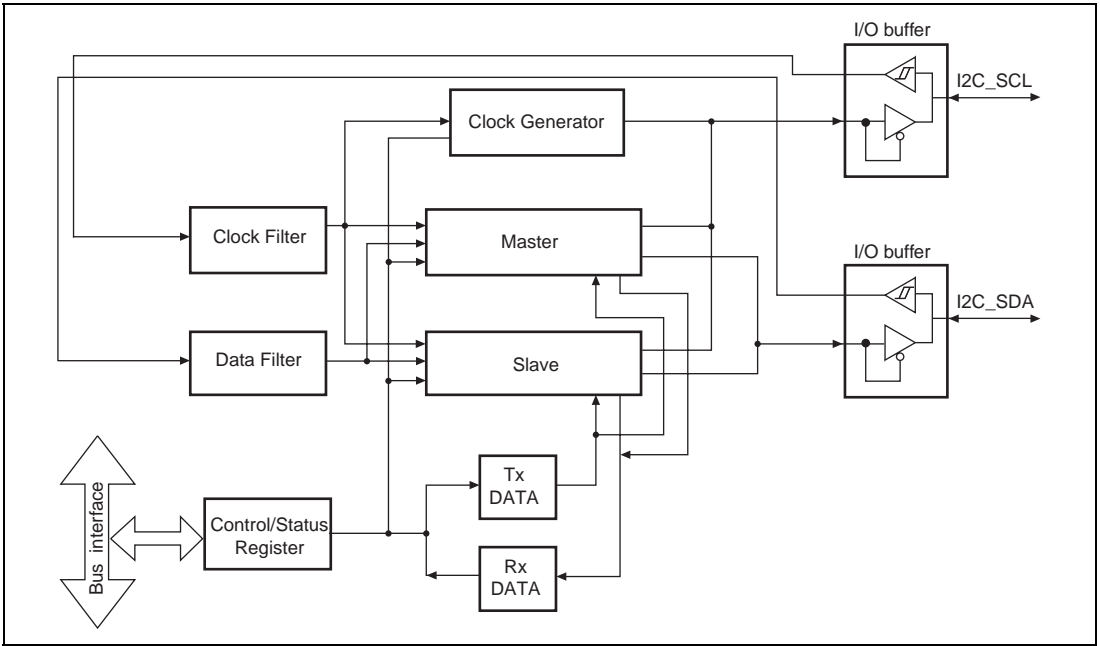 I/O buffer
I2C_SCL
Clock Generator
Clock Filter
Master
I/O buffer
I2C_SDA
Data Filter
Slave
Tx
DATA
Bus interface
Control/Status
Register
Rx
DATA